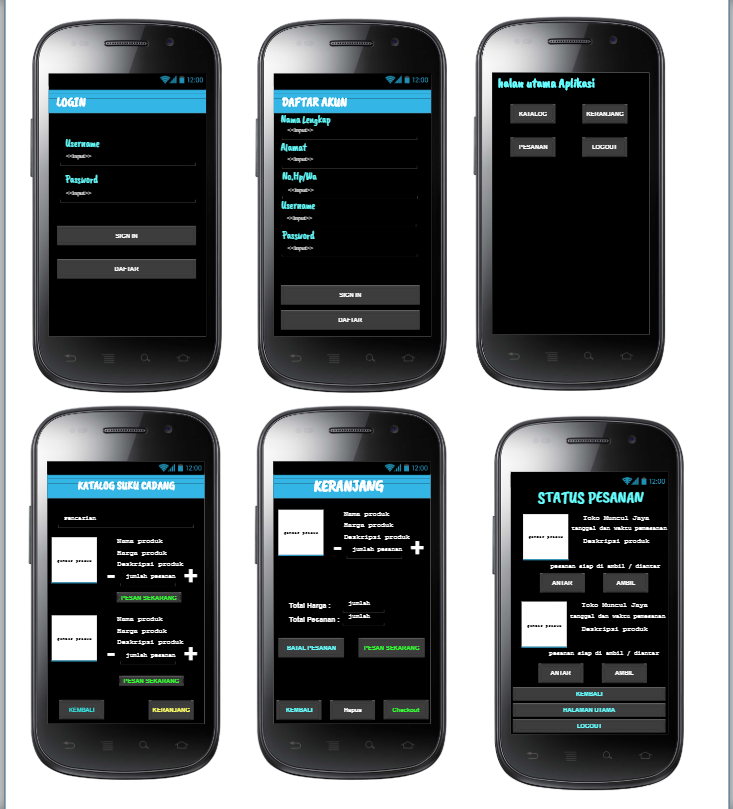 12:00
LOGIN
Username
<<Input>>
Password
<<Input>>
SIGN IN
DAFTAR
12:00
DAFTAR AKUN
Nama Lengkap
<<Input>>
Alamat
<<Input>>
No.Hp/Wa
<<Input>>
Username
<<Input>>
Password
<<Input>>
SIGN IN
DAFTAR
halan utama Aplikasi
KATALOG KERANJANG
PESANAN LOGOUT
12:00
KATALOG SUKU CADANG
pencarian
Nama produk
Harga produk
gambar produk
Deskripsi produk
- jumlah pesanan +
PESAN SEKARANG
Nama produk
Harga produk
gambar produk
Deskripsi produk
- jumlah pesanan +
PESAN SEKARANG
KEMBALI KERANJANG
12:00
KERANJANG
Nama produk
Harga produk
gambar produk
Deskripsi produk
- jumlah pesanan +
Total Harga : jumlah
Total Pesanan : jumlah
BATAL PESANAN PESAN SEKARANG
KEMBALI Hapus Checkout
12:00
STATUS PESANAN
Toko Muncul Jaya
tanggal dan waktu pemesanan
gambar produk
Deskripsi produk
pesanan siap di ambil / diantar
ANTAR AMBIL
Toko Muncul Jaya
tanggal dan waktu pemesanan
gambar produk
Deskripsi produk
pesanan siap di ambil / diantar
ANTAR AMBIL
KEMBALI
HALAMAN UTAMA
LOGOUT